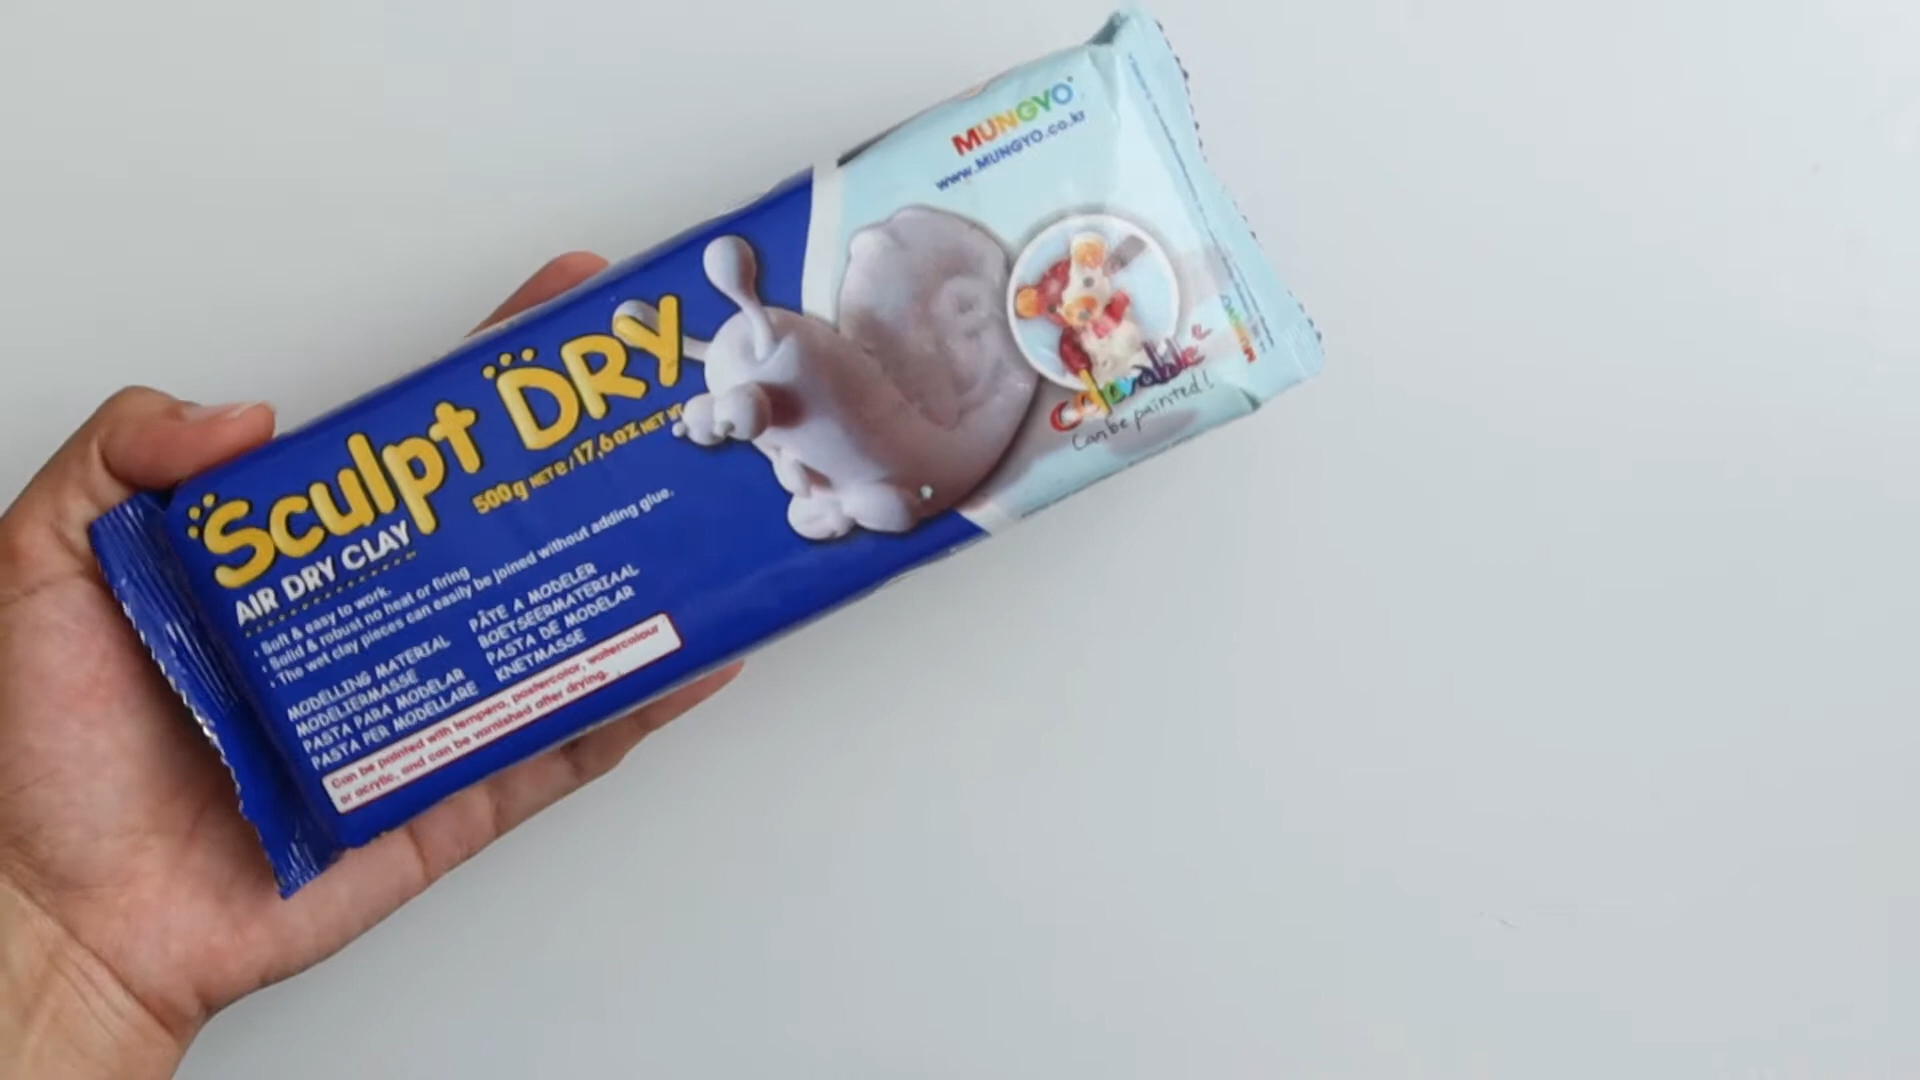 MUNGYO
www.MUNGYO.co.kr
Sculpt DRY
500g NET e/17,6oz NET WT
AIR DRY CLAY
• Soft & easy to work.
• Solid & robust no heat or firing
• The wet clay pieces can easily be joined without adding glue.
MODELLING MATERIAL
MODELIERMASSE
PASTA PARA MODELAR
PASTA PER MODELLARE
PÂTE A MODELER
BOETSEERMATERIAAL
PASTA DE MODELAR
KNETMASSE
Can be painted with tempera, postercolor, watercolour
or acrylic, and can be varnished after drying.
colorable
Can be painted!
MUNGYO